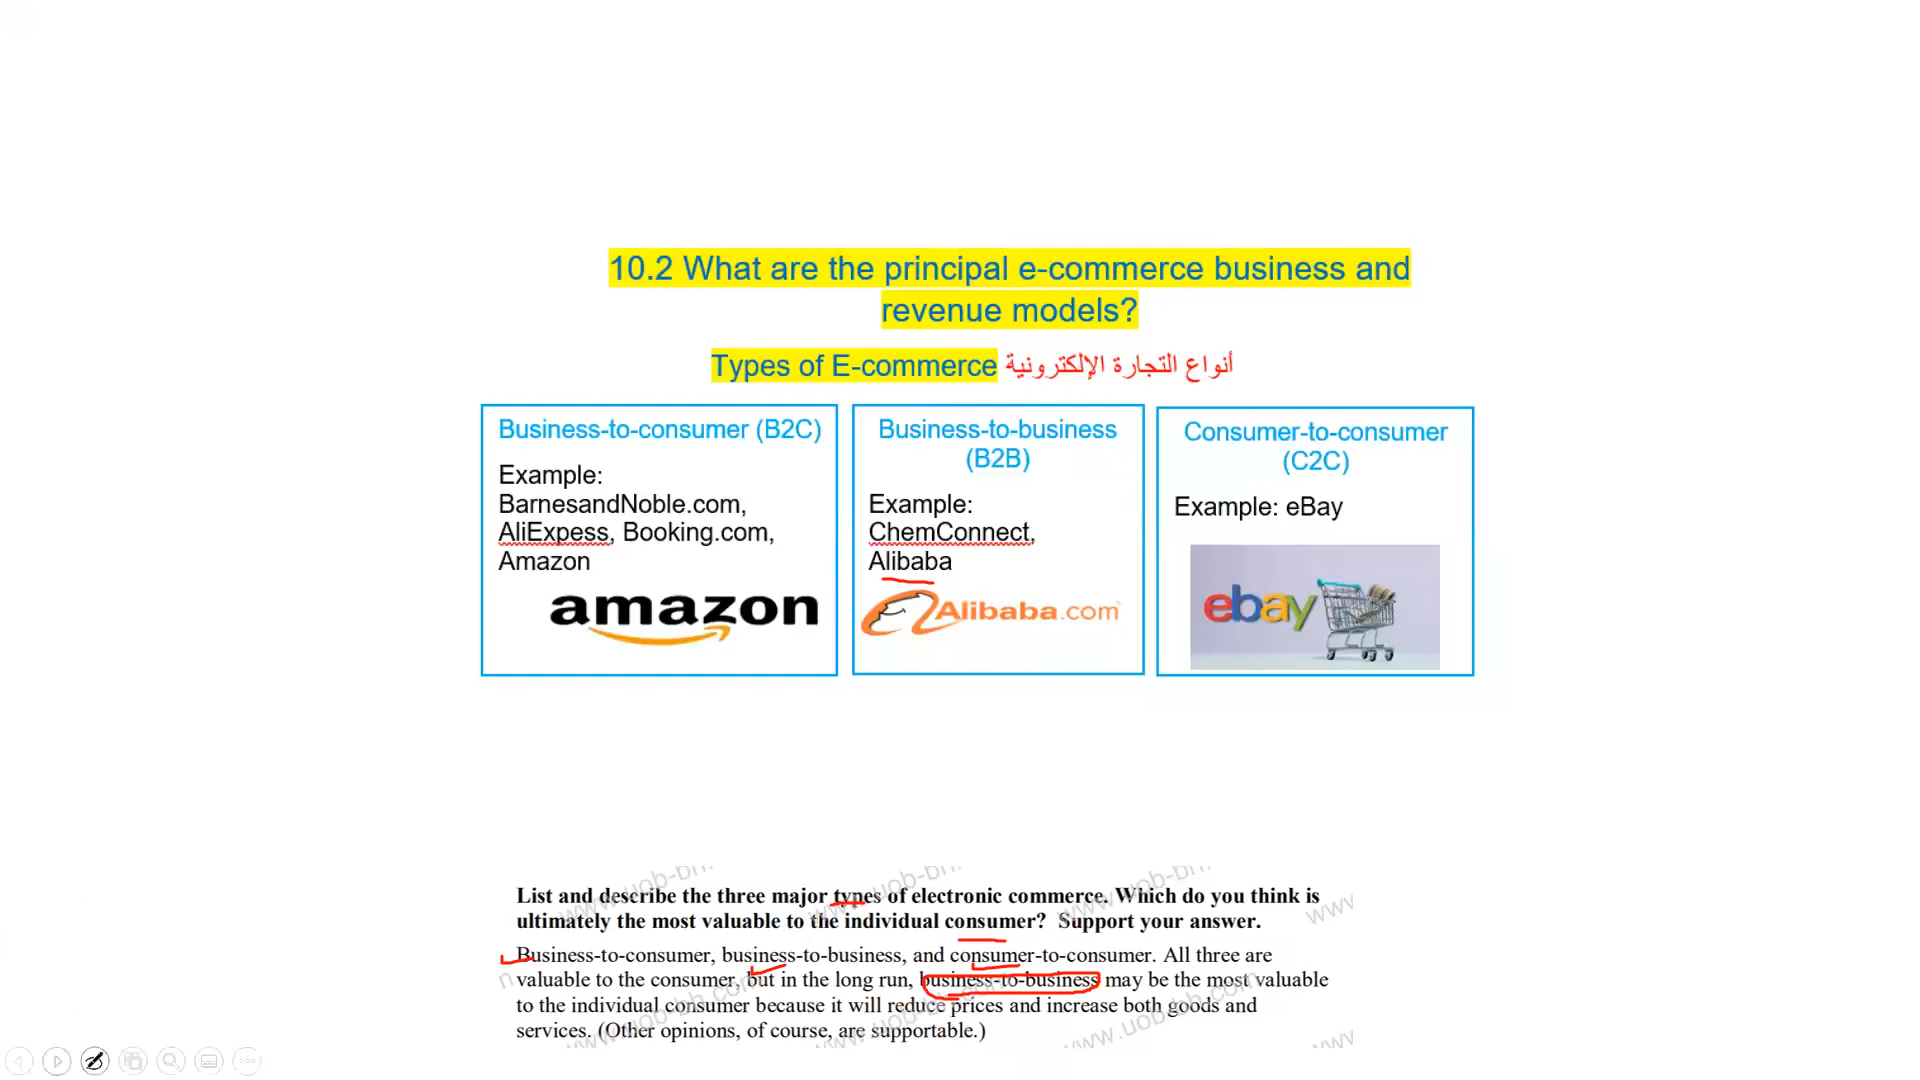 10.2 What are the principal e-commerce business and
revenue models?
Types of E-commerce أنواع التجارة الإلكترونية
Business-to-consumer (B2C)
Example:
BarnesandNoble.com,
AliExpess, Booking.com,
Amazon
amazon
Business-to-business
(B2B)
Example:
ChemConnect,
Alibaba
Alibaba.com
Consumer-to-consumer
(C2C)
Example: eBay
ebay
List and describe the three major types of electronic commerce. Which do you think is
ultimately the most valuable to the individual consumer? Support your answer.
Business-to-consumer, business-to-business, and consumer-to-consumer. All three are
valuable to the consumer, but in the long run, business-to-business may be the most valuable
to the individual consumer because it will reduce prices and increase both goods and
services. (Other opinions, of course, are supportable.)